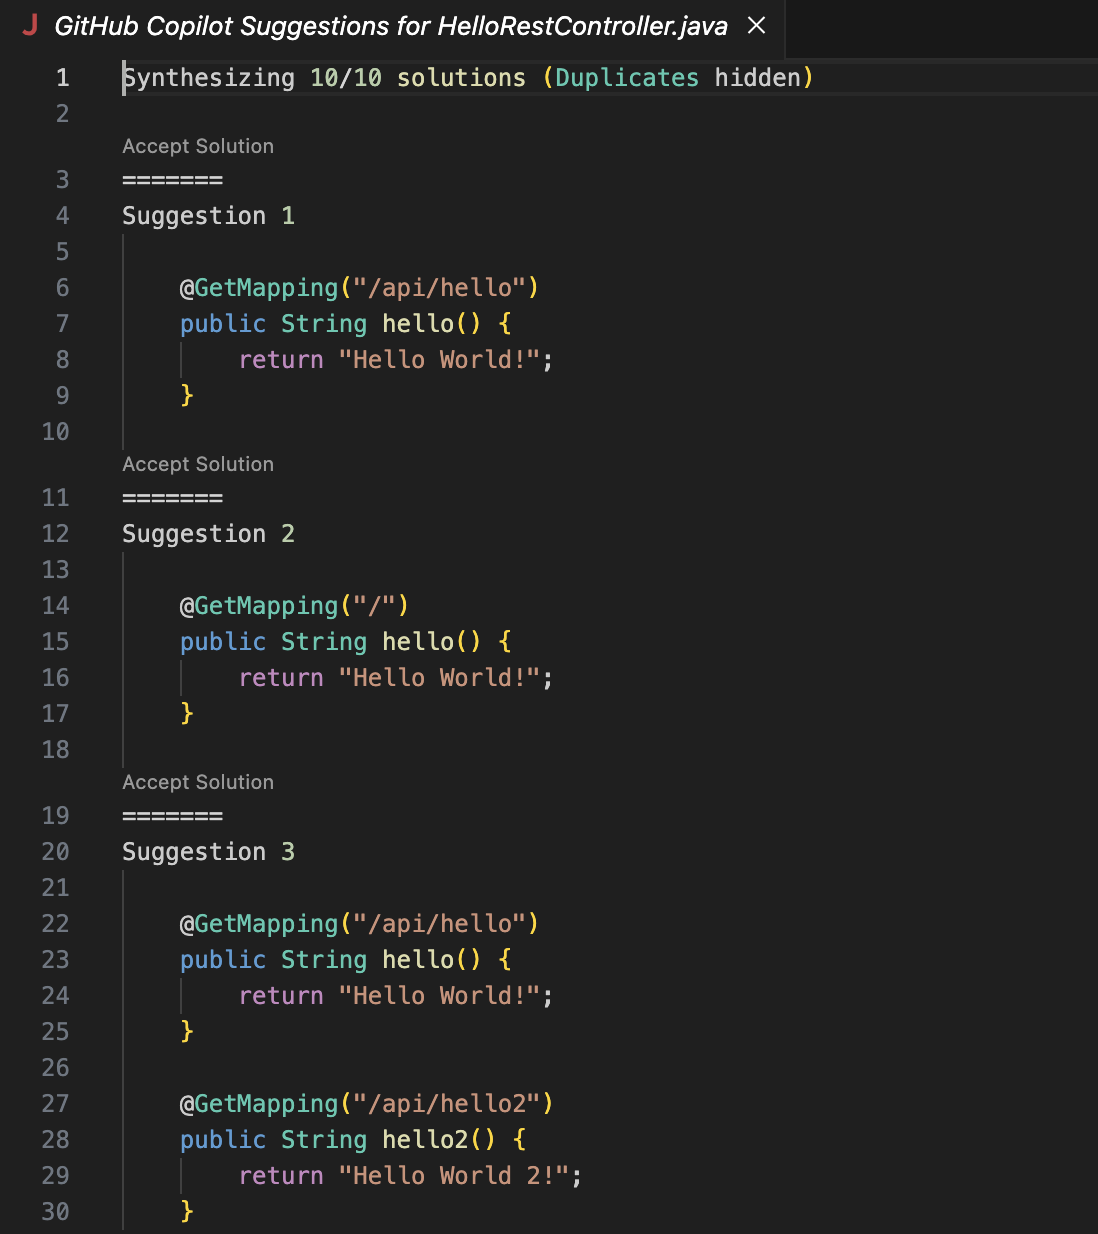 J GitHub Copilot Suggestions for HelloRestController.java ×
1 Synthesizing 10/10 solutions (Duplicates hidden)
2
Accept Solution
3 =======
4 Suggestion 1
5
6 @GetMapping("/api/hello")
7 public String hello() {
8 return "Hello World!";
9 }
10
Accept Solution
11 =======
12 Suggestion 2
13
14 @GetMapping("/")
15 public String hello() {
16 return "Hello World!";
17 }
18
Accept Solution
19 =======
20 Suggestion 3
21
22 @GetMapping("/api/hello")
23 public String hello() {
24 return "Hello World!";
25 }
26
27 @GetMapping("/api/hello2")
28 public String hello2() {
29 return "Hello World 2!";
30 }